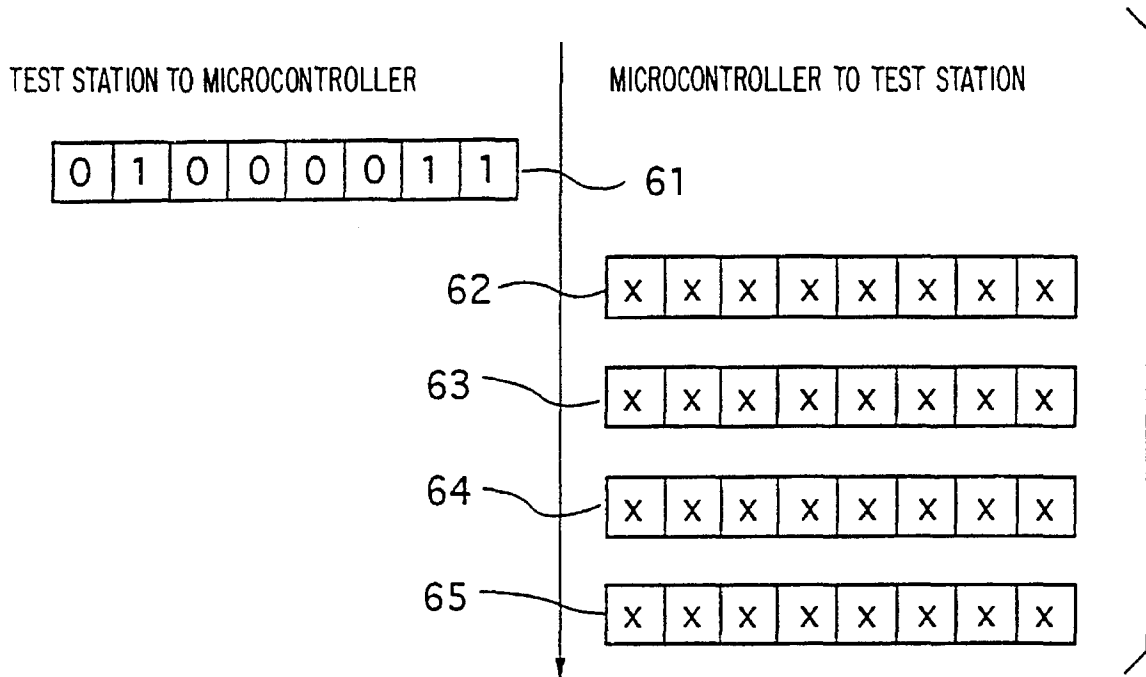 TEST STATION TO MICROCONTROLLER
MICROCONTROLLER TO TEST STATION
0 1 0 0 0 0 1 1
61
62
x x x x x x x x
63
x x x x x x x x
64
x x x x x x x x
65
x x x x x x x x